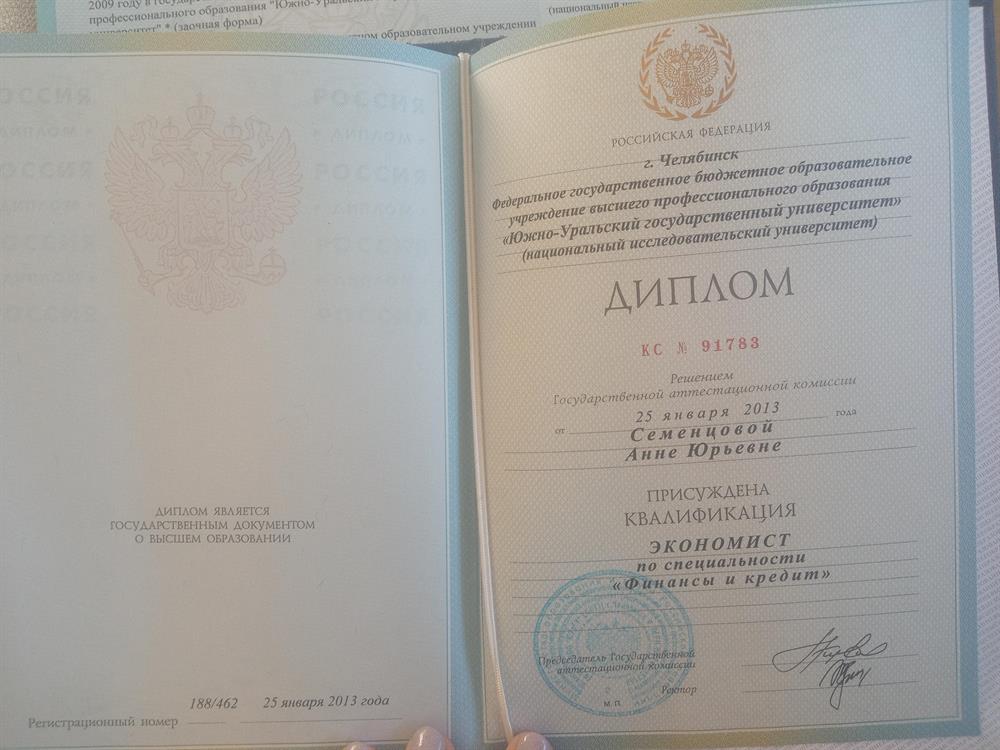 2009 году в
профессионального образования "Южно-Уральский
университет" * (заочная форма)
(национальный
образовательном учреждении
РОССИЯ
ДИПЛОМ
РОССИЯ
ДИПЛОМ
РОССИЯ
ДИПЛОМ ЯВЛЯЕТСЯ
ГОСУДАРСТВЕННЫМ ДОКУМЕНТОМ
О ВЫСШЕМ ОБРАЗОВАНИИ
188/462 25 января 2013 года
Регистрационный номер
РОССИЙСКАЯ ФЕДЕРАЦИЯ
г. Челябинск
Федеральное государственное бюджетное образовательное
учреждение высшего профессионального образования
«Южно-Уральский государственный университет»
(национальный исследовательский университет)
ДИПЛОМ
КС № 91783
Решением
Государственной аттестационной комиссии
от 25 января 2013 года
Семенцовой
Анне Юрьевне
ПРИСУЖДЕНА
КВАЛИФИКАЦИЯ
ЭКОНОМИСТ
по специальности
«Финансы и кредит»
Председатель Государственной
аттестационной комиссии
Ректор
М.П.